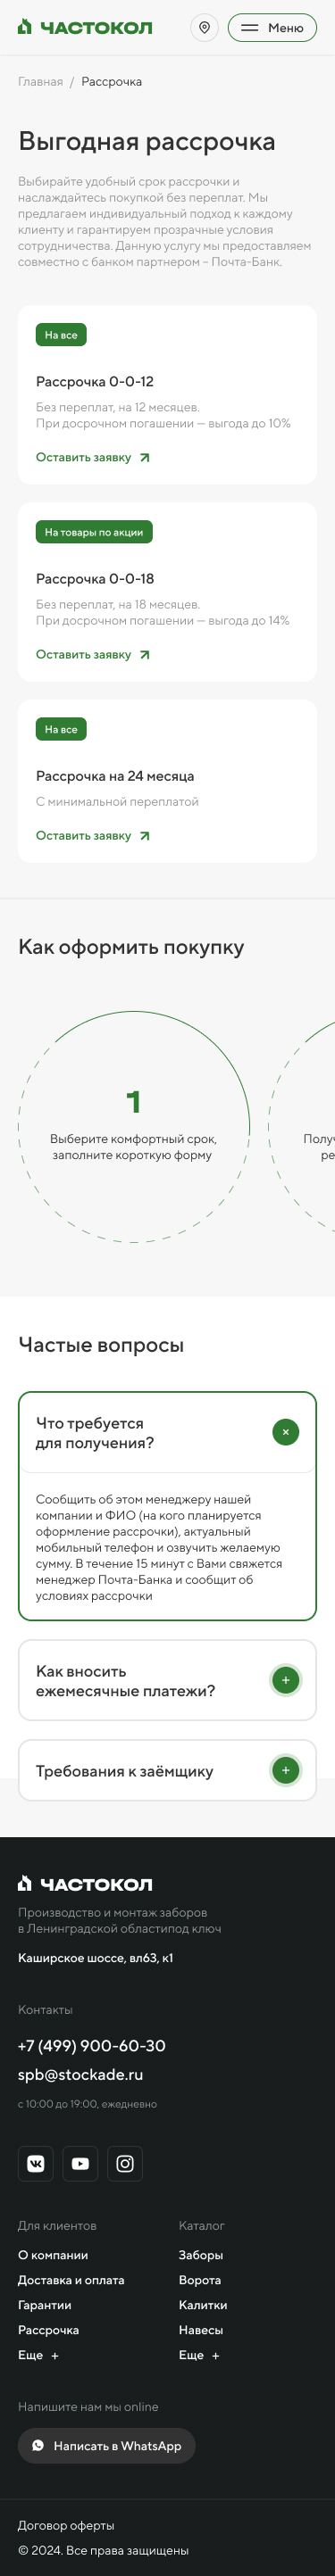 ЧАСТОКОЛ
Меню
Главная / Рассрочка
Выгодная рассрочка
Выбирайте удобный срок рассрочки и
наслаждайтесь покупкой без переплат. Мы
предлагаем индивидуальный подход к каждому
клиенту и гарантируем прозрачные условия
сотрудничества. Данную услугу мы предоставляем
совместно с банком партнером – Почта-Банк.
На все
Рассрочка 0-0-12
Без переплат, на 12 месяцев.
При досрочном погашении — выгода до 10%
Оставить заявку
На товары по акции
Рассрочка 0-0-18
Без переплат, на 18 месяцев.
При досрочном погашении — выгода до 14%
Оставить заявку
На все
Рассрочка на 24 месяца
С минимальной переплатой
Оставить заявку
Как оформить покупку
1
Выберите комфортный срок,
заполните короткую форму
Частые вопросы
Что требуется
для получения?
Сообщить об этом менеджеру нашей
компании и ФИО (на кого планируется
оформление рассрочки), актуальный
мобильный телефон и озвучить желаемую
сумму. В течение 15 минут с Вами свяжется
менеджер Почта-Банка и сообщит об
условиях рассрочки
Как вносить
ежемесячные платежи?
Требования к заёмщику
ЧАСТОКОЛ
Производство и монтаж заборов
в Ленинградской областипод ключ
Каширское шоссе, вл63, к1
Контакты
+7 (499) 900-60-30
spb@stockade.ru
с 10:00 до 19:00, ежедневно
Для клиентов
О компании
Доставка и оплата
Гарантии
Рассрочка
Еще +
Каталог
Заборы
Ворота
Калитки
Навесы
Еще +
Напишите нам мы online
Написать в WhatsApp
Договор оферты
© 2024. Все права защищены